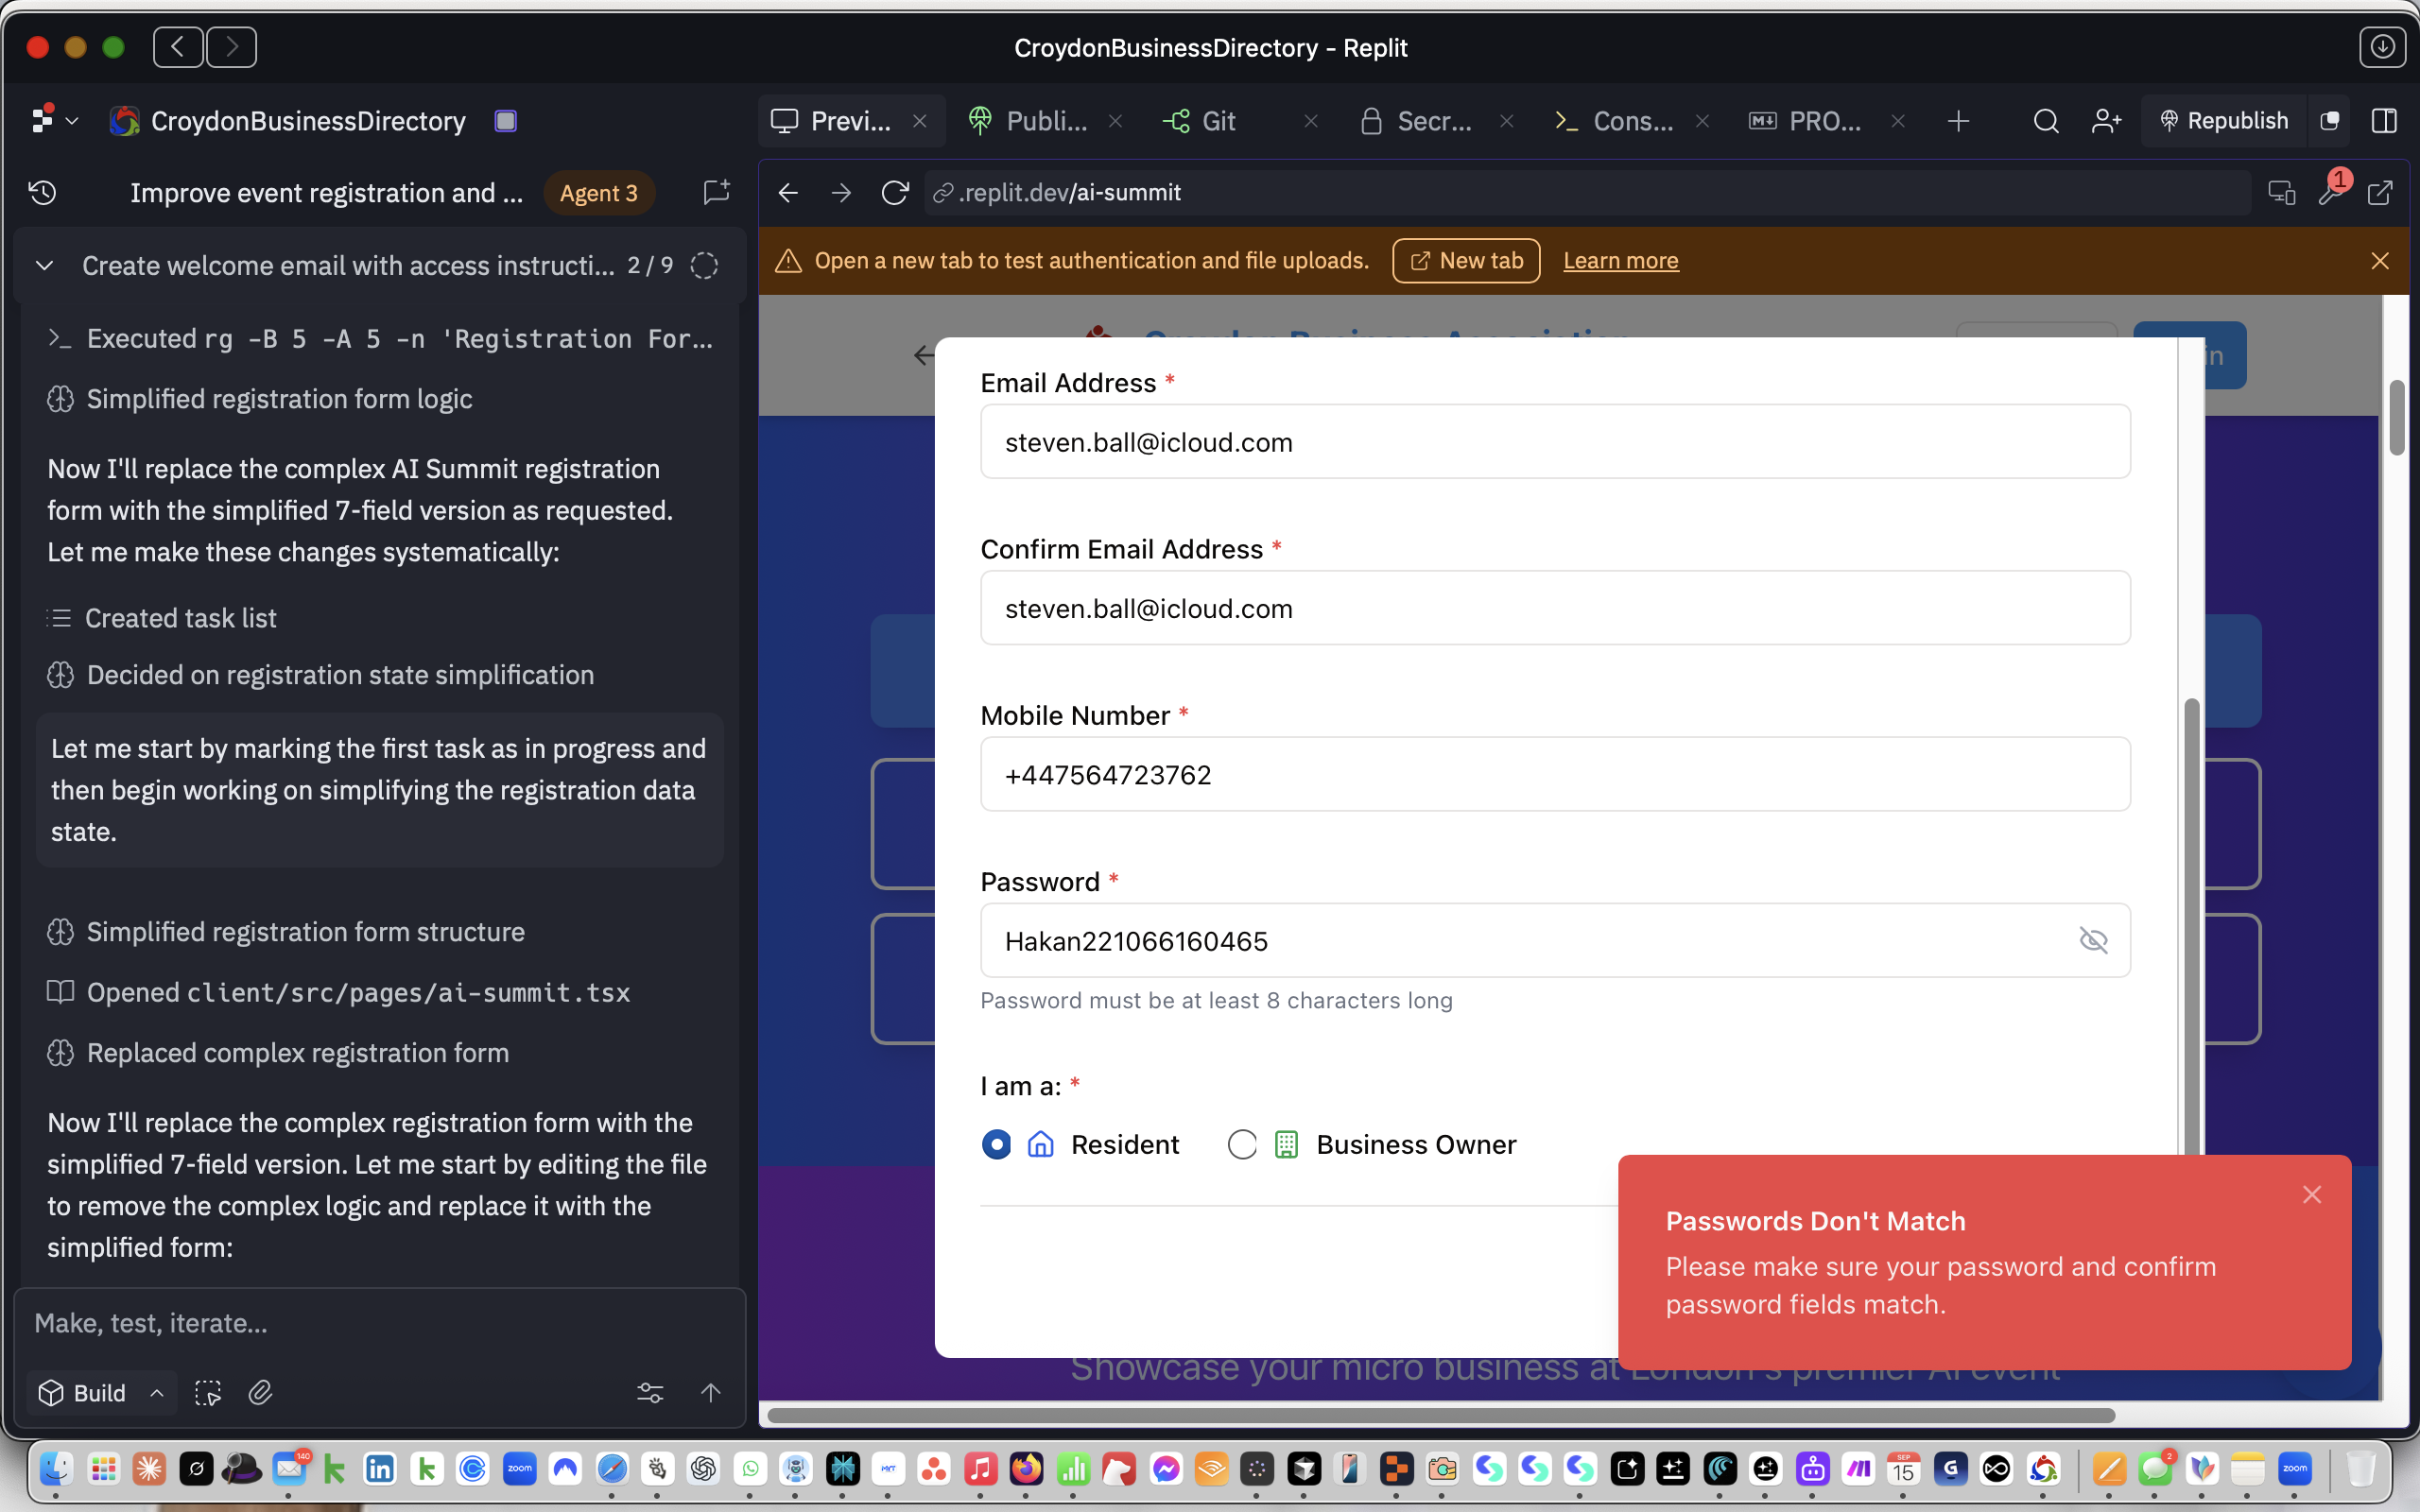 CroydonBusinessDirectory - Replit
CroydonBusinessDirectory
Previ...
Publi...
Git
Secr...
Cons...
PRO...
Republish
Improve event registration and ...
Agent 3
.replit.dev/ai-summit
1
Create welcome email with access instructi... 2 / 9
Open a new tab to test authentication and file uploads.
New tab
Learn more
Executed rg -B 5 -A 5 -n 'Registration For...
Simplified registration form logic
Now I'll replace the complex AI Summit registration
form with the simplified 7-field version as requested.
Let me make these changes systematically:
Created task list
Decided on registration state simplification
Let me start by marking the first task as in progress and
then begin working on simplifying the registration data
state.
Simplified registration form structure
Opened client/src/pages/ai-summit.tsx
Replaced complex registration form
Now I'll replace the complex registration form with the
simplified 7-field version. Let me start by editing the file
to remove the complex logic and replace it with the
simplified form:
Make, test, iterate...
Build
Croydon Business Association
in
Email Address *
steven.ball@icloud.com
Confirm Email Address *
steven.ball@icloud.com
Mobile Number *
+447564723762
Password *
Hakan221066160465
Password must be at least 8 characters long
I am a: *
Resident
Business Owner
Passwords Don't Match
Please make sure your password and confirm
password fields match.
Showcase your micro business at London's premier AI event
140
zoom
SEP
15
2
zoom